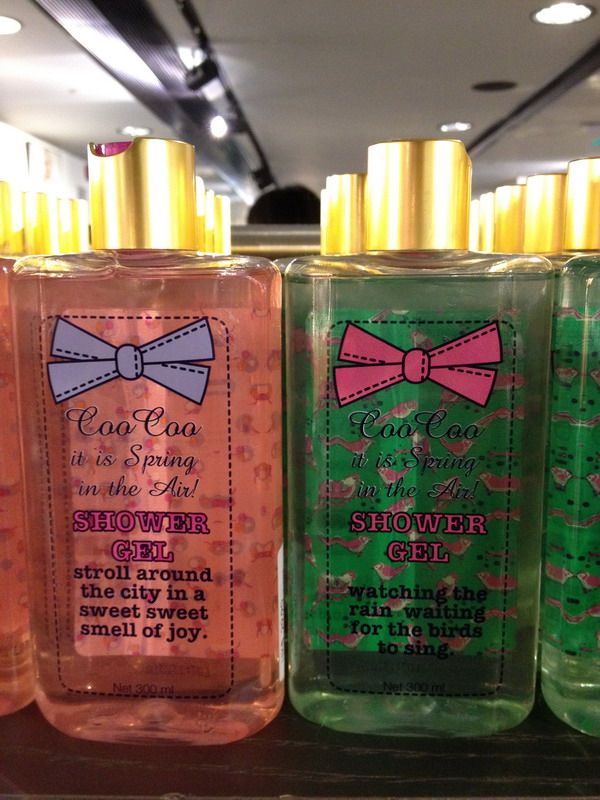 CooCoo
it is Spring
in the Air!
SHOWER
GEL
stroll around
the city in a
sweet sweet
smell of joy.
Net 300 ml
CooCoo
it is Spring
in the Air!
SHOWER
GEL
watching the
rain waiting
for the birds
to sing.
Net 300 ml